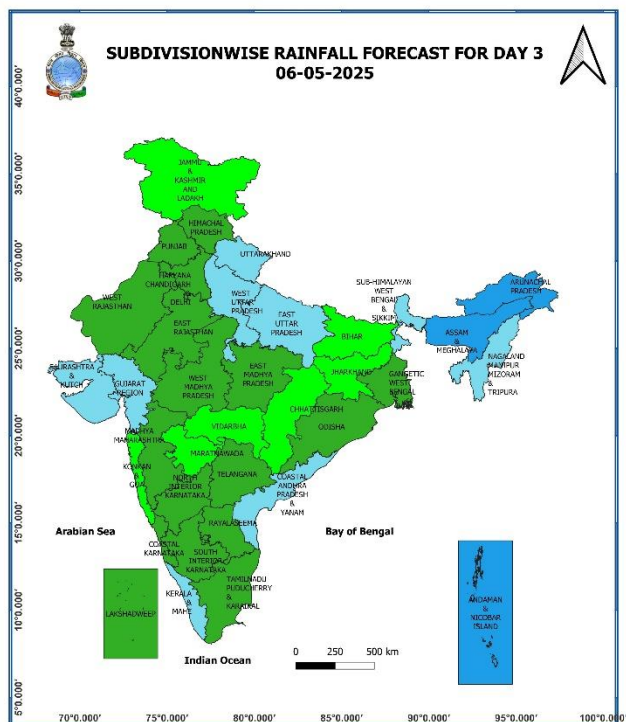 SUBDIVISIONWISE RAINFALL FORECAST FOR DAY 3
06-05-2025
40°0.000'
35°0.000'
30°0.000'
25°0.000'
20°0.000'
15°0.000'
10°0.000'
6°0.000'
JAMMU
&
KASHMIR
AND
LADAKH
HIMACHAL
PRADESH
PUNJAB
UTTARAKHAND
HARYANA
CHANDIGARH
DELHI
WEST
RAJASTHAN
WEST
UTTAR
PRADESH
EAST
UTTAR
PRADESH
SUB-HIMALAYAN
WEST
BENGAL
&
SIKKIM
ARUNACHAL
PRADESH
EAST
RAJASTHAN
BIHAR
ASSAM
&
MEGHALAYA
NAGALAND
MANIPUR
MIZORAM
&
TRIPURA
SAURASHTRA
&
KUTCH
GUJARAT
REGION
WEST
MADHYA
PRADESH
EAST
MADHYA
PRADESH
JHARKHAND
GANGETIC
WEST
BENGAL
CHHATTISGARH
ODISHA
MADHYA
MAHARASHTRA
VIDARBHA
MARATHAWADA
KONKAN
&
GOA
NORTH
INTERIOR
KARNATAKA
TELANGANA
COASTAL
ANDHRA
PRADESH
&
YANAM
RAYALASEEMA
Arabian Sea
Bay of Bengal
COASTAL
KARNATAKA
SOUTH
INTERIOR
KARNATAKA
TAMILNADU
PUDUCHERRY
&
KARAIKAL
KERALA
&
MAHE
LAKSHADWEEP
ANDAMAN
&
NICOBAR
ISLAND
Indian Ocean
0 250 500 km
70°0.000' 75°0.000' 80°0.000' 85°0.000' 90°0.000' 95°0.000'